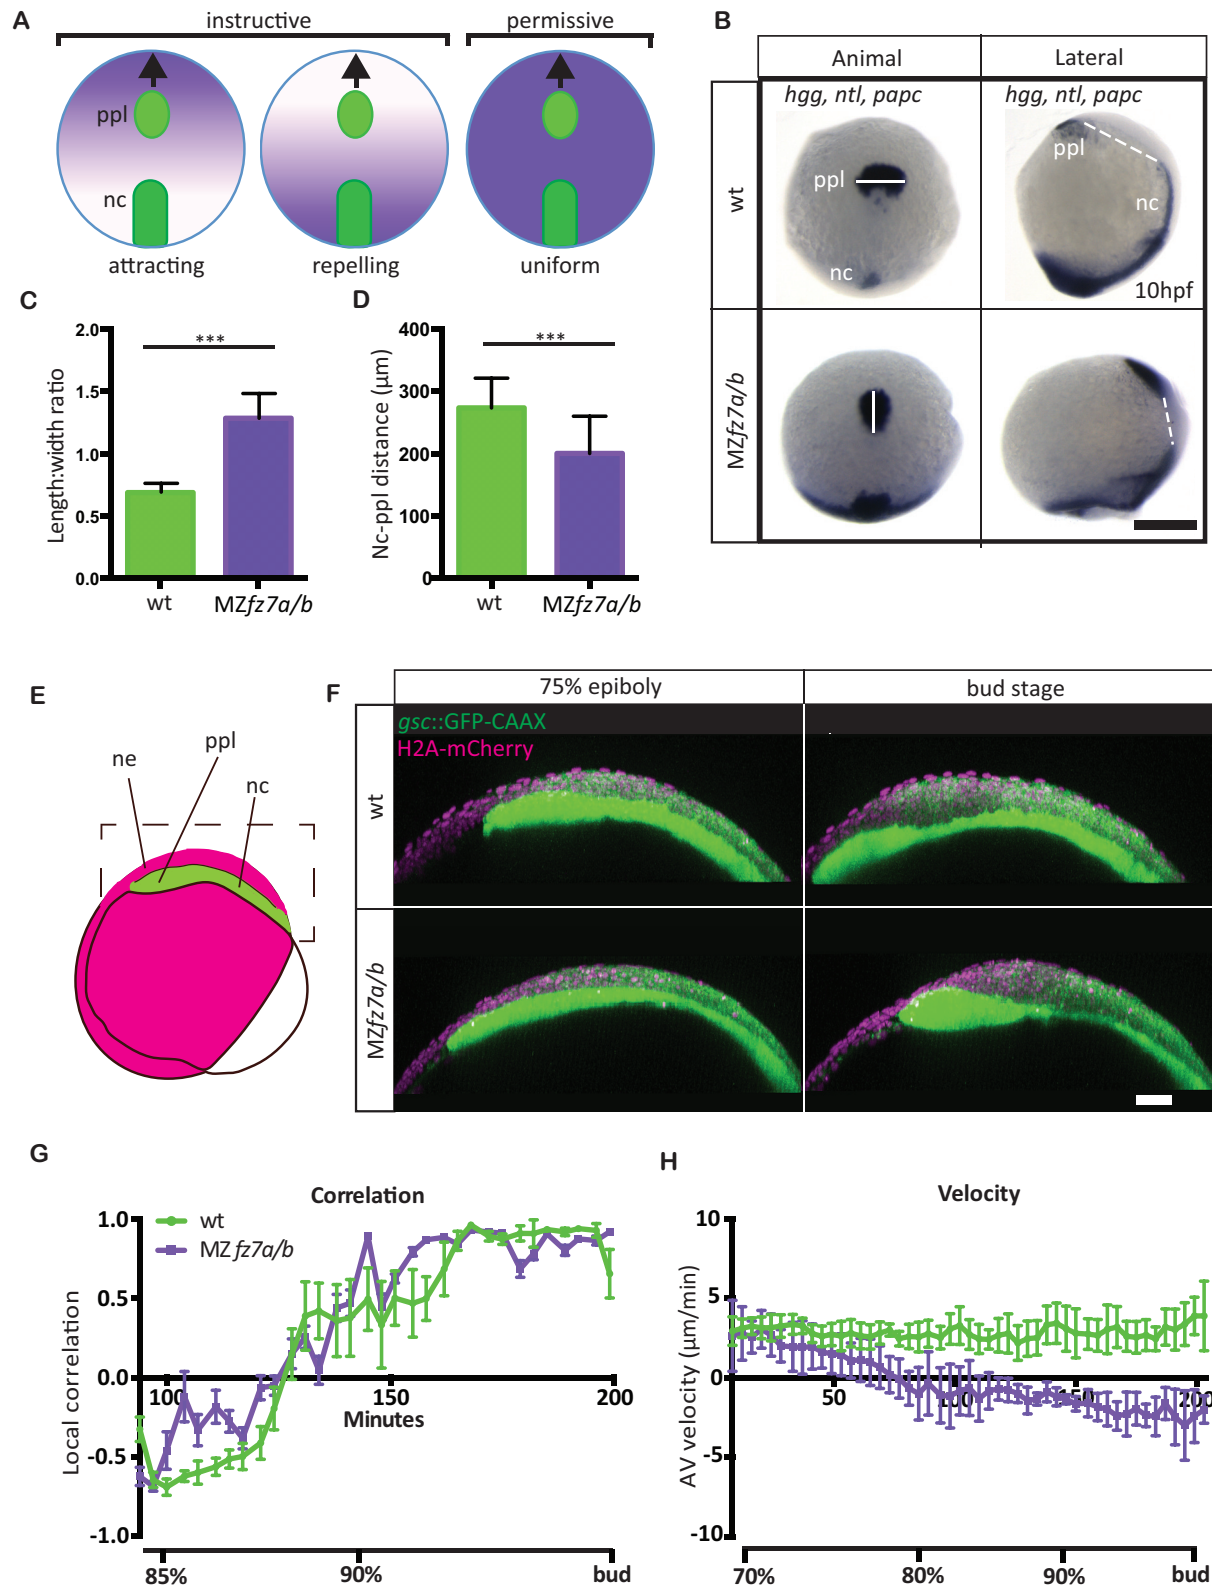 A
instructive
permissive
ppl
nc
attracting
repelling
uniform
B
Animal
Lateral
hgg, ntl, papc
hgg, ntl, papc
wt
ppl
nc
ppl
nc
10hpf
MZfz7a/b
C
2.0
1.5
1.0
0.5
0.0
Length:width ratio
***
wt
MZfz7a/b
D
400
300
200
100
0
Nc-ppl distance (μm)
***
wt
MZfz7a/b
E
ne
ppl
nc
F
75% epiboly
bud stage
gsc::GFP-CAAX
H2A-mCherry
wt
MZfz7a/b
G
Correlation
wt
MZ fz7a/b
1.0
0.5
0.0
-0.5
-1.0
Local correlation
100
150
200
Minutes
85%
90%
bud
H
Velocity
10
5
0
-5
-10
AV velocity (μm/min)
50
100
150
200
70%
80%
90%
bud